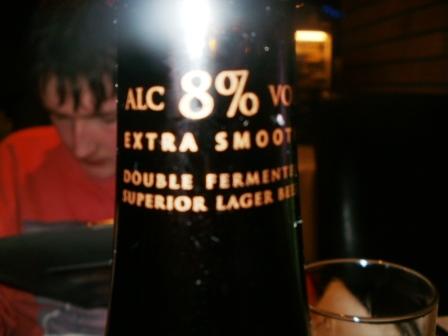 ALC 8% VO
EXTRA SMOOT
DOUBLE FERMENTE
SUPERIOR LAGER BEE